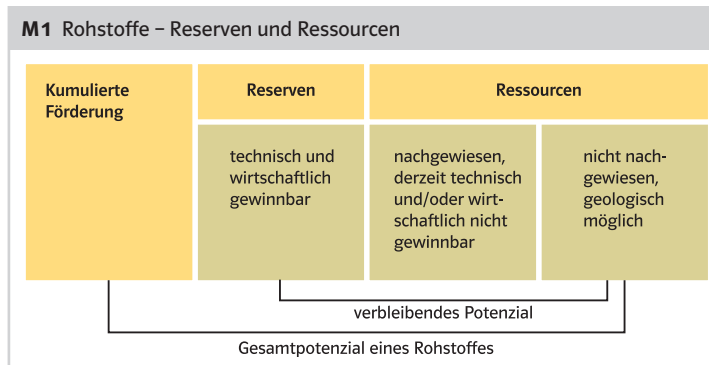 M1 Rohstoffe – Reserven und Ressourcen
Kumulierte
Förderung
Reserven
Ressourcen
technisch und
wirtschaftlich
gewinnbar
nachgewiesen,
derzeit technisch
und/oder wirt-
schaftlich nicht
gewinnbar
nicht nach-
gewiesen,
geologisch
möglich
verbleibendes Potenzial
Gesamtpotenzial eines Rohstoffes